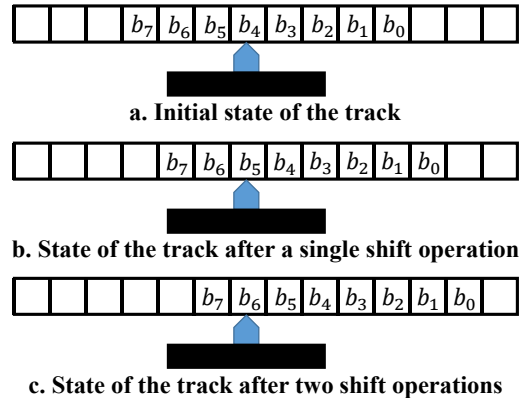 b₇ b₆ b₅ b₄ b₃ b₂ b₁ b₀
a. Initial state of the track
b₇ b₆ b₅ b₄ b₃ b₂ b₁ b₀
b. State of the track after a single shift operation
b₇ b₆ b₅ b₄ b₃ b₂ b₁ b₀
c. State of the track after two shift operations